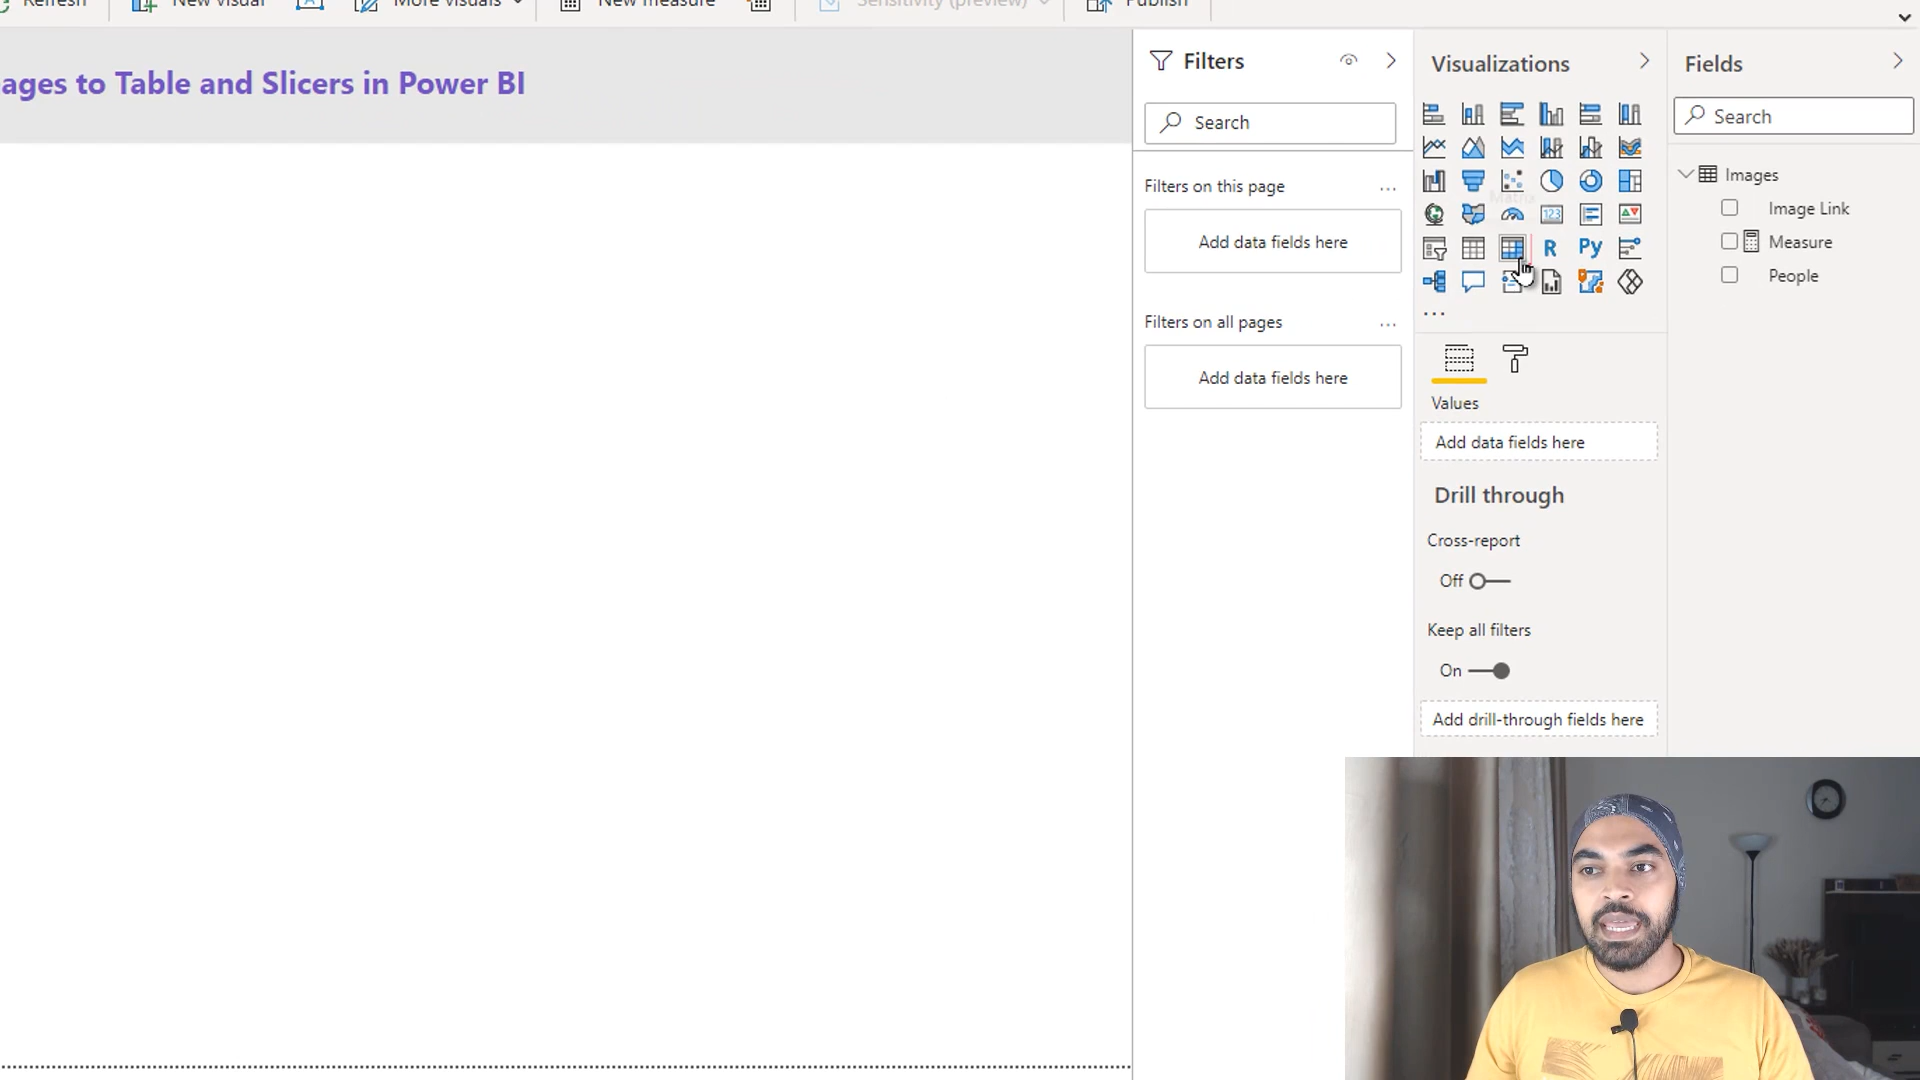 Refresh
New visual
More visuals
New measure
Sensitivity (preview)
Publish
ages to Table and Slicers in Power BI
Filters
Search
Filters on this page
...
Add data fields here
Filters on all pages
...
Add data fields here
Visualizations
123
R
Py
Matrix
...
Values
Add data fields here
Drill through
Cross-report
Off
Keep all filters
On
Add drill-through fields here
Fields
Search
Images
Image Link
Measure
People